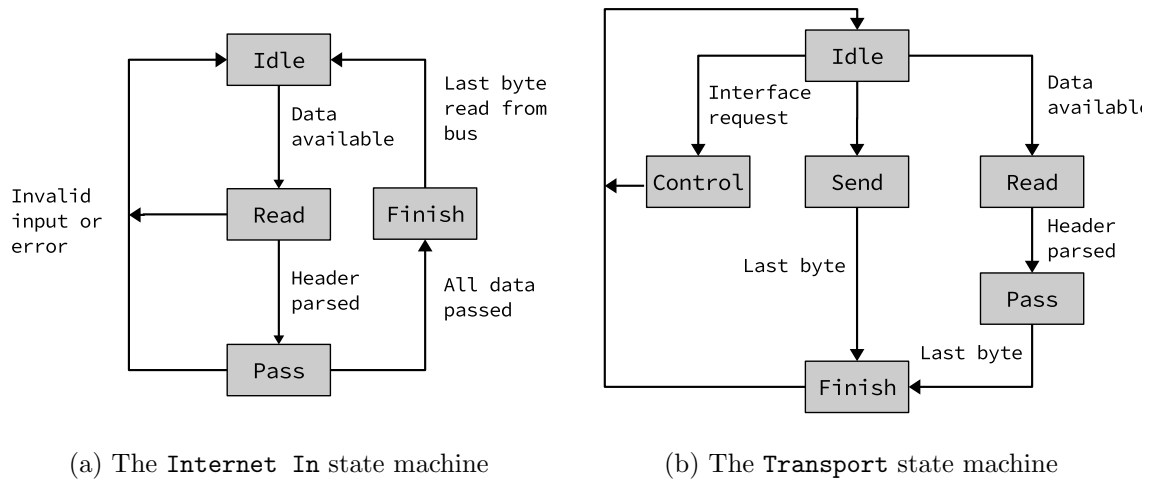 Idle
Last byte
read from
bus
Data
available
Invalid
input or
error
Read
Finish
Header
parsed
All data
passed
Pass
(a) The Internet In state machine
Idle
Interface
request
Data
Control
Send
Read
Header
parsed
Last byte
Pass
Last byte
Finish
(b) The Transport state machine